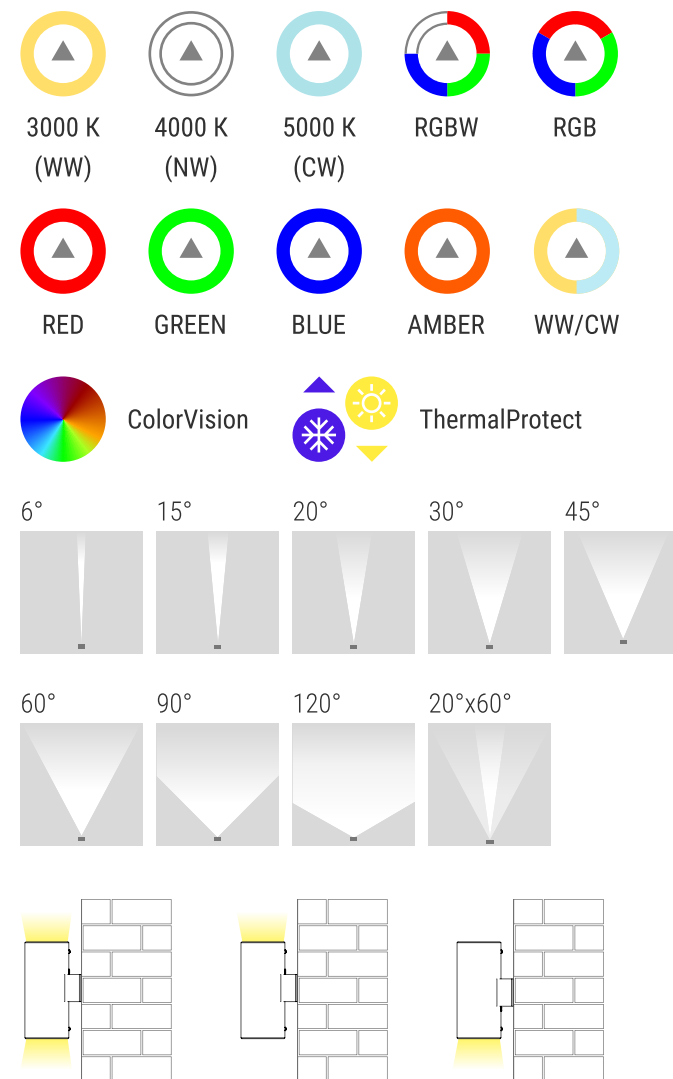 3000 K
(WW)
4000 K
(NW)
5000 K
(CW)
RGBW
RGB
RED
GREEN
BLUE
AMBER
WW/CW
ColorVision
ThermalProtect
6°
15°
20°
30°
45°
60°
90°
120°
20°x60°